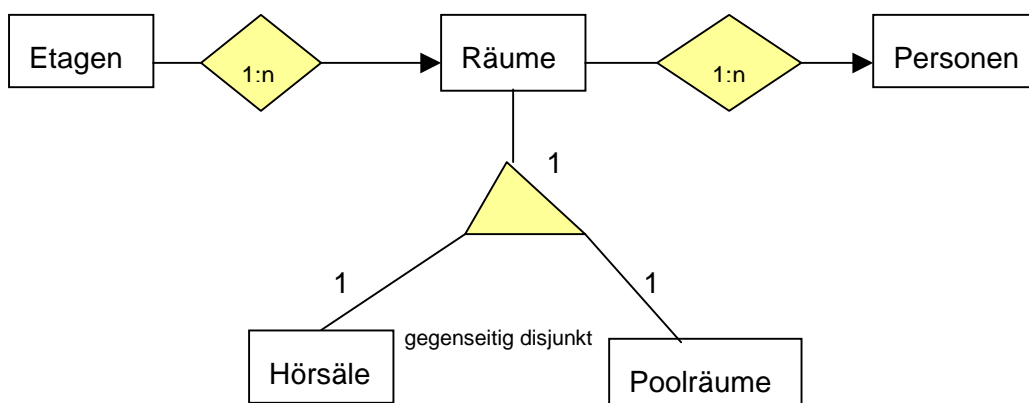 Etagen
1:n
Räume
1:n
Personen
1
1
1
gegenseitig disjunkt
Hörsäle
Poolräume